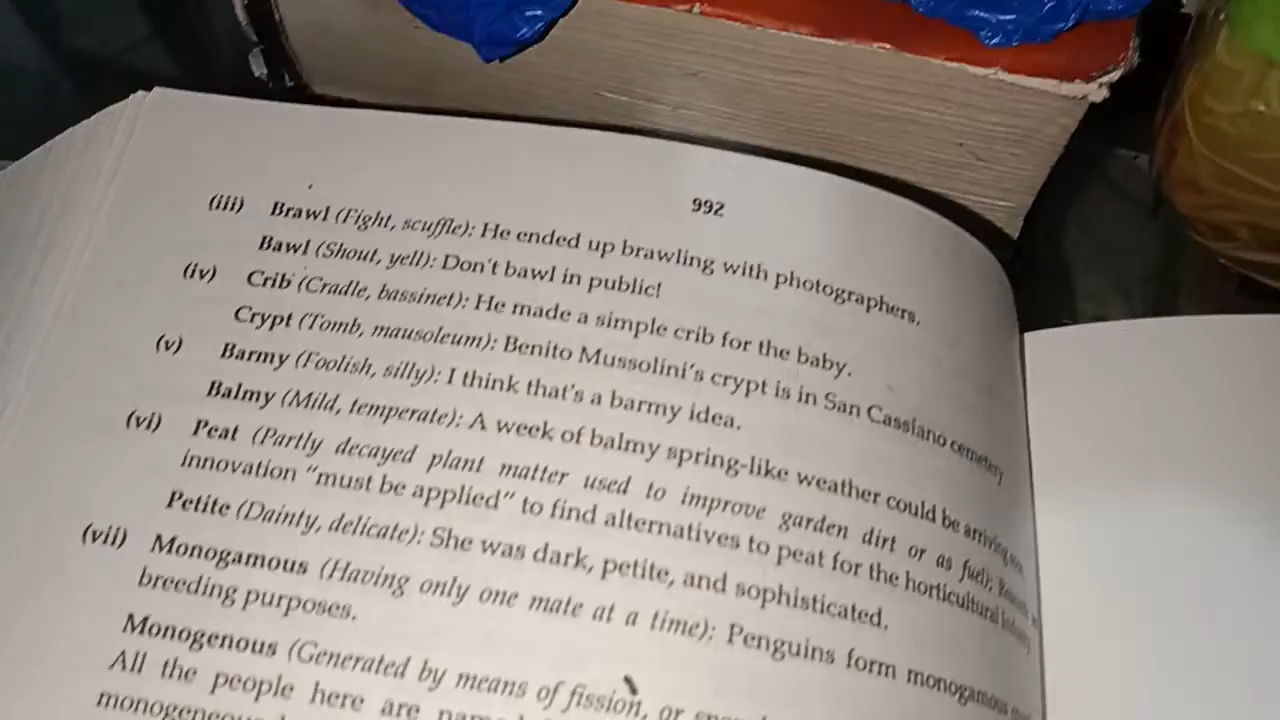 992
(iii) Brawl (Fight, scuffle): He ended up brawling with photographers.
Bawl (Shout, yell): Don't bawl in public!
(iv) Crib (Cradle, bassinet): He made a simple crib for the baby.
Crypt (Tomb, mausoleum): Benito Mussolini's crypt is in San Cassiano cemetery
(v) Barmy (Foolish, silly): I think that's a barmy idea.
Balmy (Mild, temperate): A week of balmy spring-like weather could be arriving
(vi) Peat (Partly decayed plant matter used to improve garden dirt or as fuel):
innovation "must be applied" to find alternatives to peat for the horticultural
Petite (Dainty, delicate): She was dark, petite, and sophisticated.
(vii) Monogamous (Having only one mate at a time): Penguins form monogamous
breeding purposes.
Monogenous (Generated by means of fission, or
All the people here are